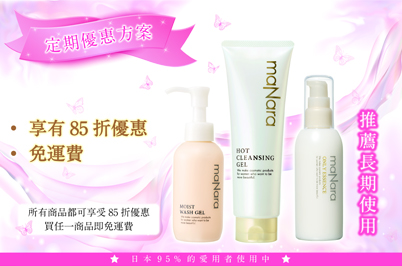 定期優惠方案
• 享有 85 折優惠
• 免運費
所有商品都可享受 85 折優惠
買任一商品即免運費
maNara
MOIST
WASH GEL
maNara
HOT
CLEANSING
GEL
maNara
推薦長期使用
★ 日本95%的愛用者使用中 ★